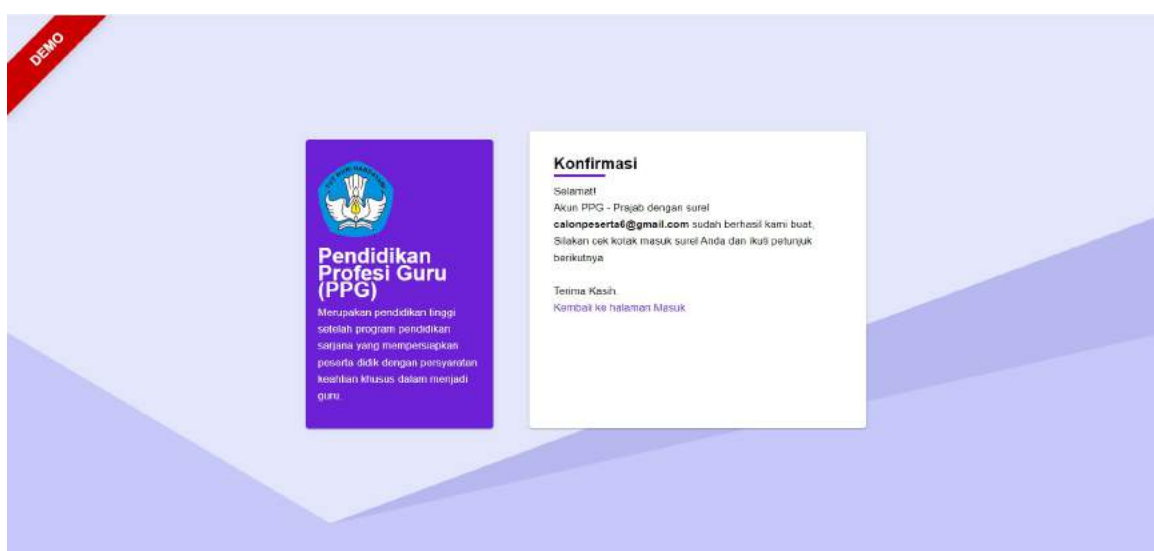 DEMO
Pendidikan
Profesi Guru
(PPG)
Merupakan pendidikan tinggi
setelah program pendidikan
sarjana yang mempersiapkan
peserta didik dengan persyaratan
keahlian khusus dalam menjadi
guru.
Konfirmasi
Selamat!
Akun PPG - Prajab dengan surel
calonpeserta6@gmail.com sudah berhasil kami buat,
Silakan cek kotak masuk surel Anda dan ikuti petunjuk
berikutnya
Terima Kasih.
Kembali ke halaman Masuk